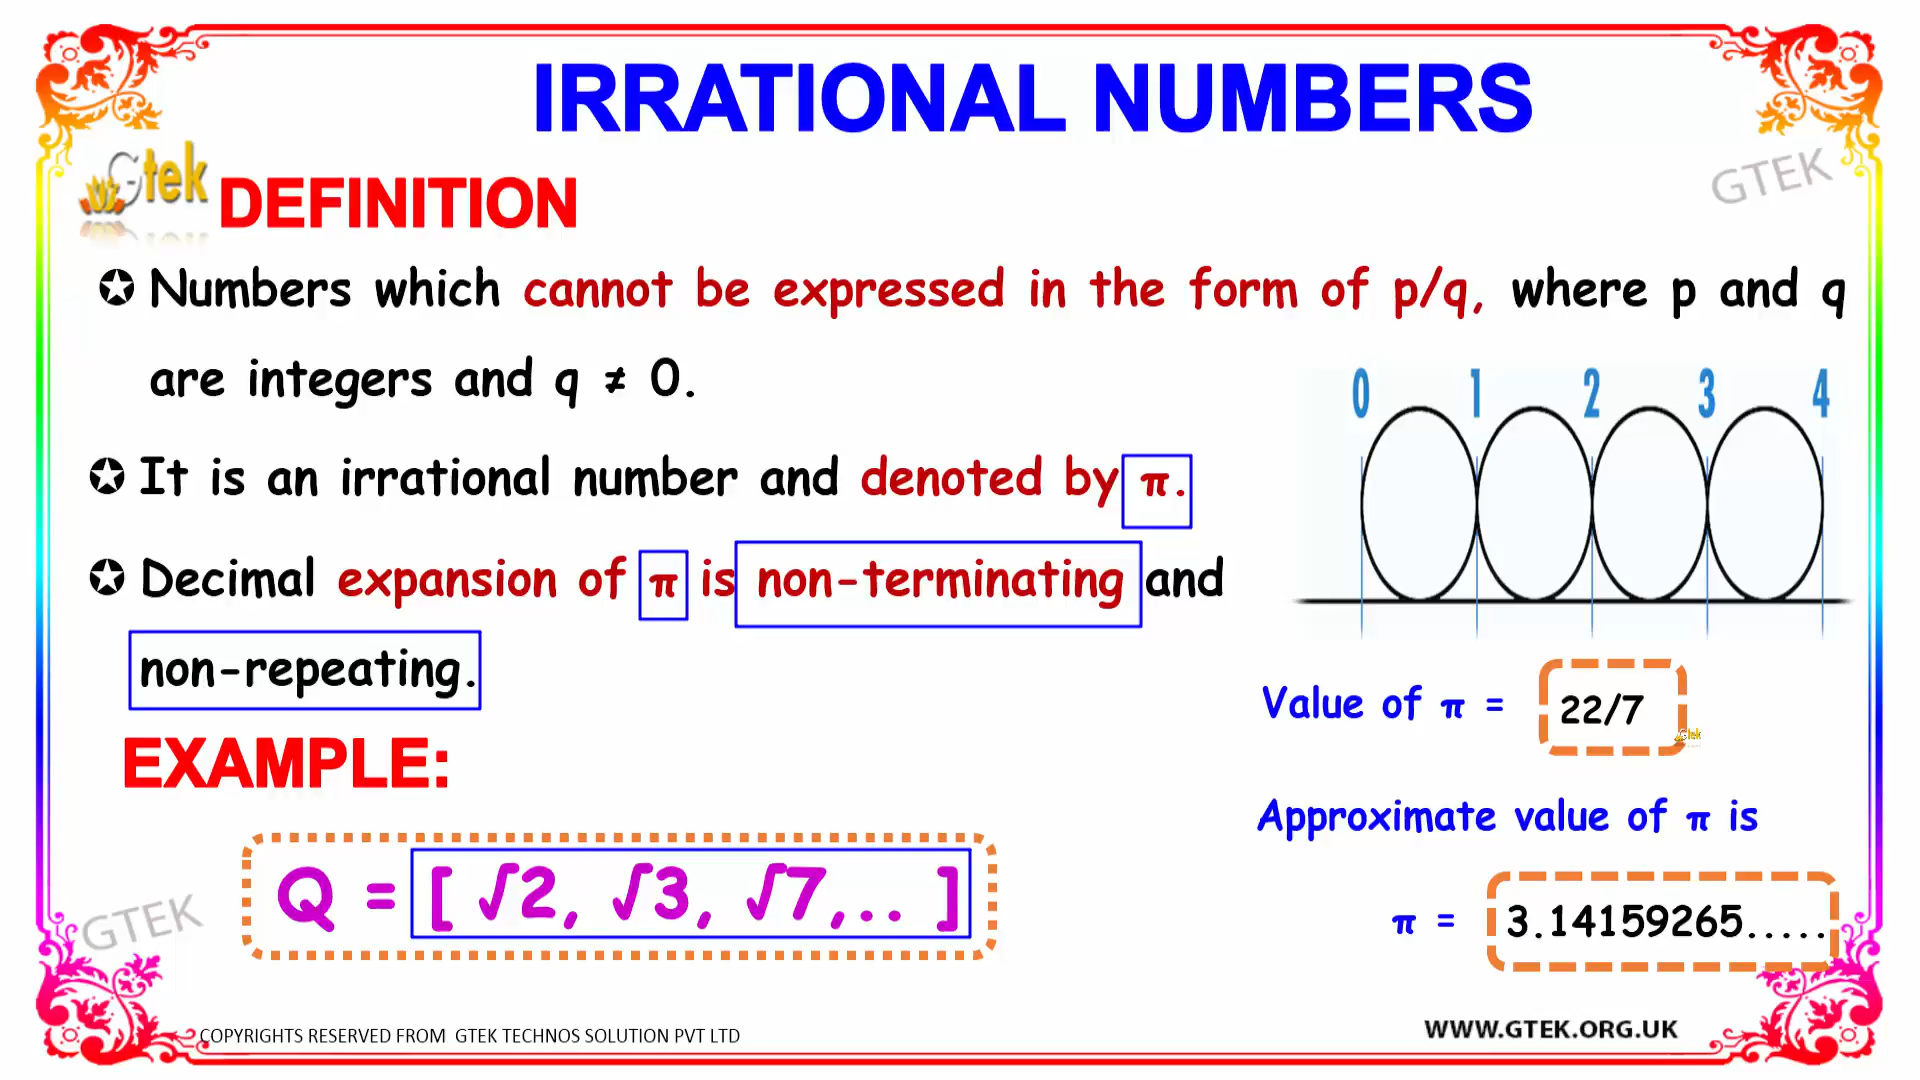 IRRATIONAL NUMBERS
Gtek
DEFINITION
GTEK
✪ Numbers which cannot be expressed in the form of p/q, where p and q
are integers and q ≠ 0.
✪ It is an irrational number and denoted by π.
✪ Decimal expansion of π is non-terminating and
non-repeating.
0 1 2 3 4
Value of π = 22/7
Gtek
EXAMPLE:
Approximate value of π is
Q = [ √2, √3, √7,.. ]
π = 3.14159265.....
GTEK
COPYRIGHTS RESERVED FROM GTEK TECHNOS SOLUTION PVT LTD
WWW.GTEK.ORG.UK